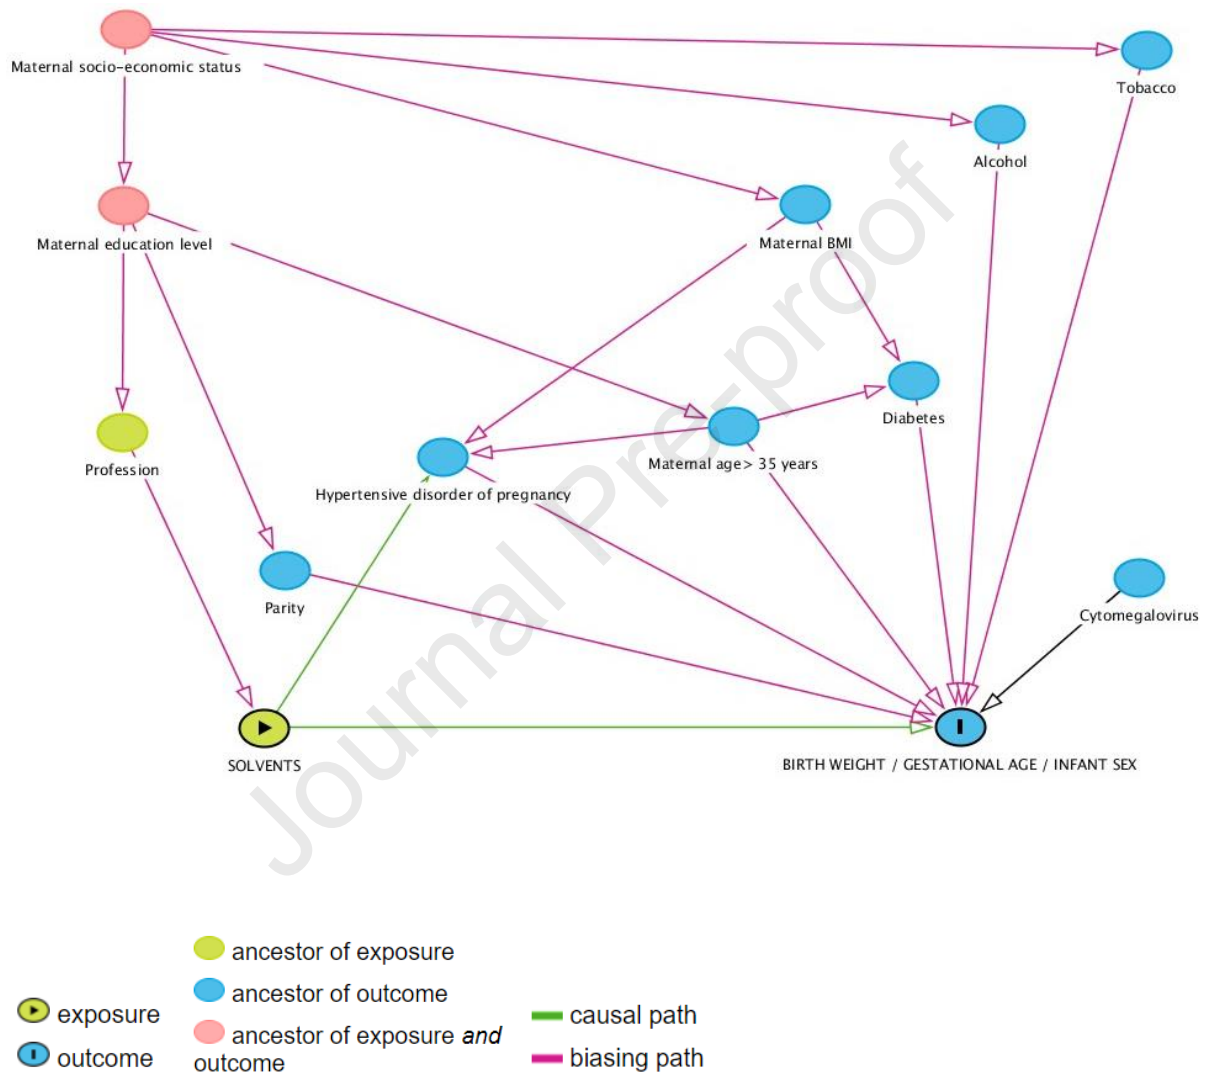 Maternal socio-economic status
Tobacco
Alcohol
Maternal education level
Maternal BMI
Diabetes
Profession
Maternal age> 35 years
Hypertensive disorder of pregnancy
Parity
Cytomegalovirus
SOLVENTS
BIRTH WEIGHT / GESTATIONAL AGE / INFANT SEX
Journal Pre-proof
exposure
outcome
ancestor of exposure
ancestor of outcome
ancestor of exposure and
outcome
causal path
biasing path